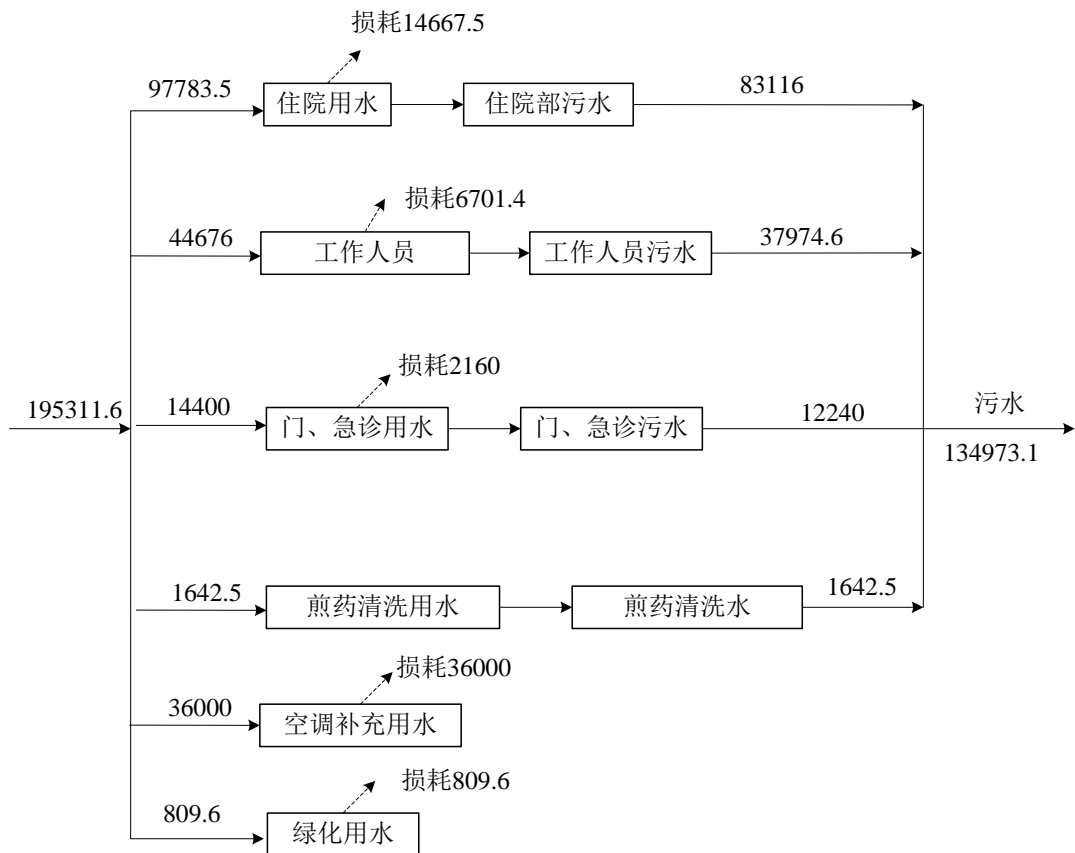 损耗14667.5
97783.5
住院用水
住院部污水
83116
损耗6701.4
44676
工作人员
工作人员污水
37974.6
损耗2160
195311.6
14400
门、急诊用水
门、急诊污水
12240
污水
134973.1
1642.5
煎药清洗用水
煎药清洗水
1642.5
损耗36000
36000
空调补充用水
损耗809.6
809.6
绿化用水